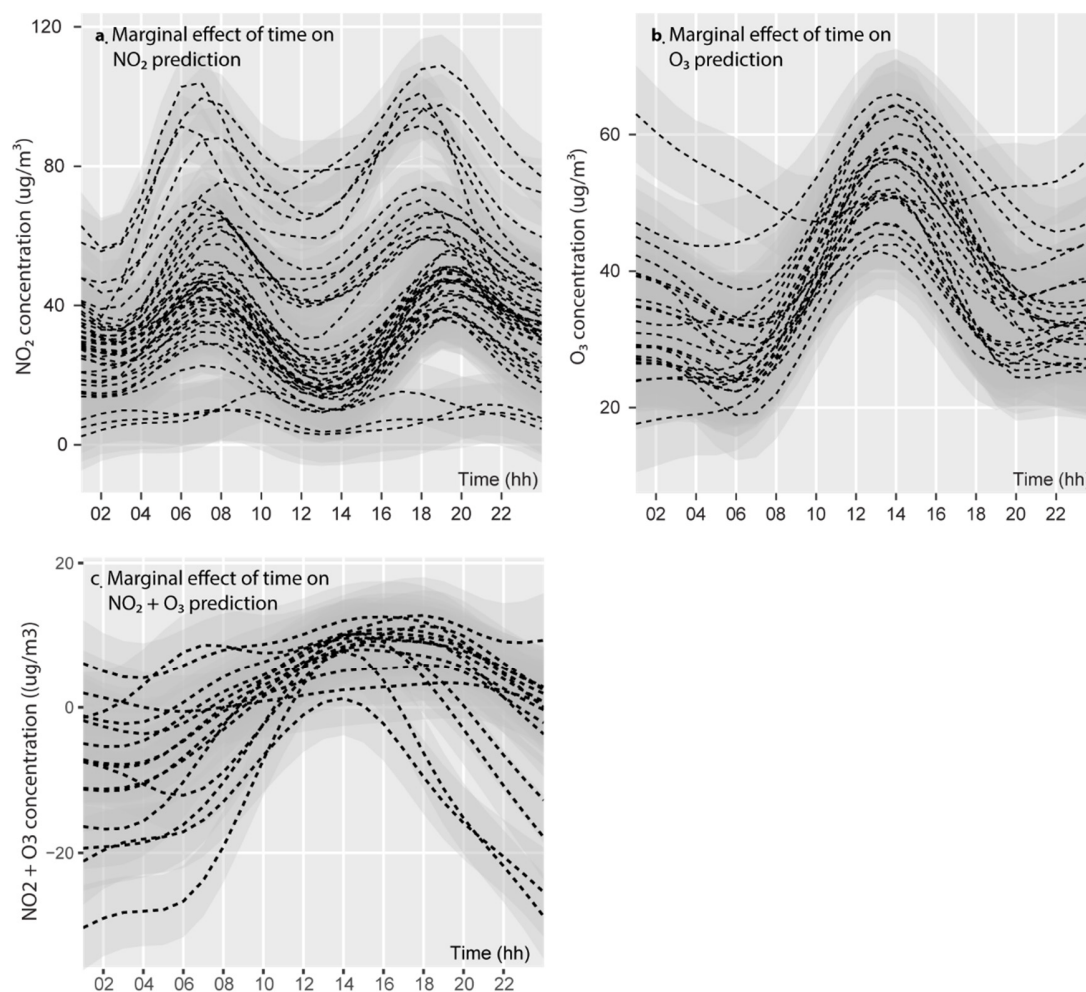 a. Marginal effect of time on
NO₂ prediction
NO₂ concentration (ug/m³)
120
80
40
0
Time (hh)
02 04 06 08 10 12 14 16 18 20 22
b. Marginal effect of time on
O₃ prediction
O₃ concentration (ug/m³)
60
40
20
Time (hh)
02 04 06 08 10 12 14 16 18 20 22
c. Marginal effect of time on
NO₂ + O₃ prediction
NO2 + O3 concentration ((ug/m3)
20
0
−20
Time (hh)
02 04 06 08 10 12 14 16 18 20 22